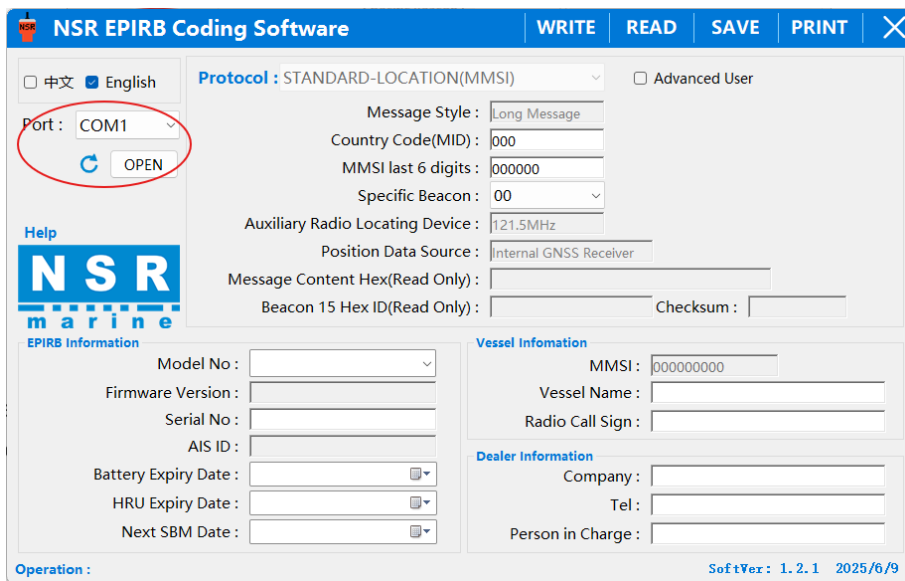 NSR NSR EPIRB Coding Software WRITE READ SAVE PRINT
中文 English
Port : COM1
OPEN
Help
NSR
marine
Protocol : STANDARD-LOCATION(MMSI) Advanced User
Message Style : Long Message
Country Code(MID) : 000
MMSI last 6 digits : 000000
Specific Beacon : 00
Auxiliary Radio Locating Device : 121.5MHz
Position Data Source : Internal GNSS Receiver
Message Content Hex(Read Only) :
Beacon 15 Hex ID(Read Only) : Checksum :
EPIRB Information
Model No :
Firmware Version :
Serial No :
AIS ID :
Battery Expiry Date :
HRU Expiry Date :
Next SBM Date :
Vessel Infomation
MMSI : 000000000
Vessel Name :
Radio Call Sign :
Dealer Information
Company :
Tel :
Person in Charge :
Operation : SoftVer: 1.2.1 2025/6/9